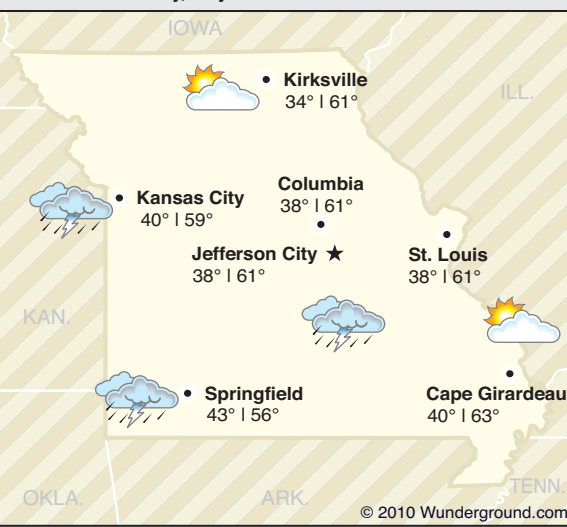 IOWA
Kirksville
34° | 61°
ILL.
Columbia
38° | 61°
Kansas City
40° | 59°
Jefferson City
38° | 61°
St. Louis
38° | 61°
KAN.
Springfield
43° | 56°
Cape Girardeau
40° | 63°
OKLA.
ARK.
TENN.
© 2010 Wunderground.com